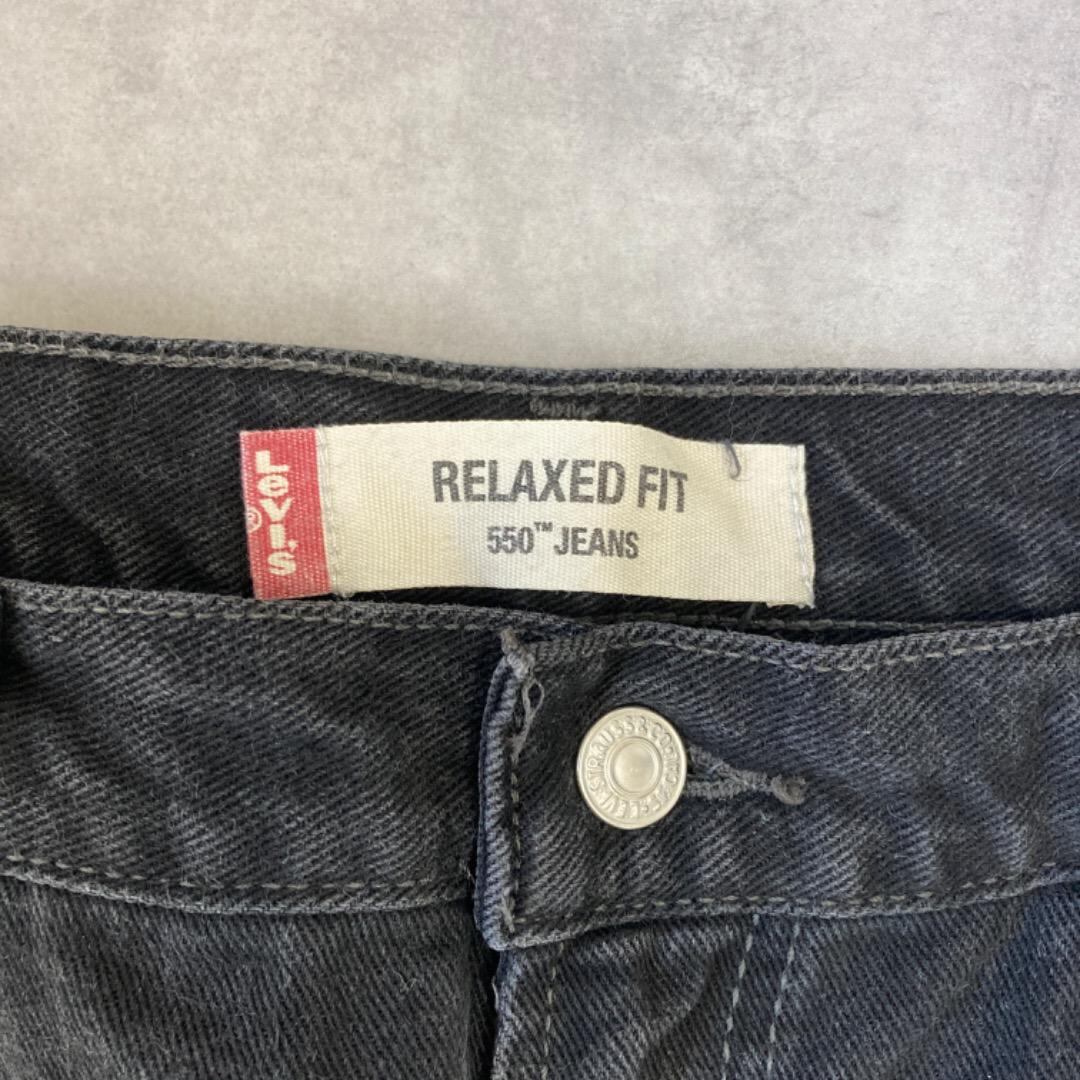 Levi's®
RELAXED FIT
550™ JEANS
LEVI STRAUSS & CO